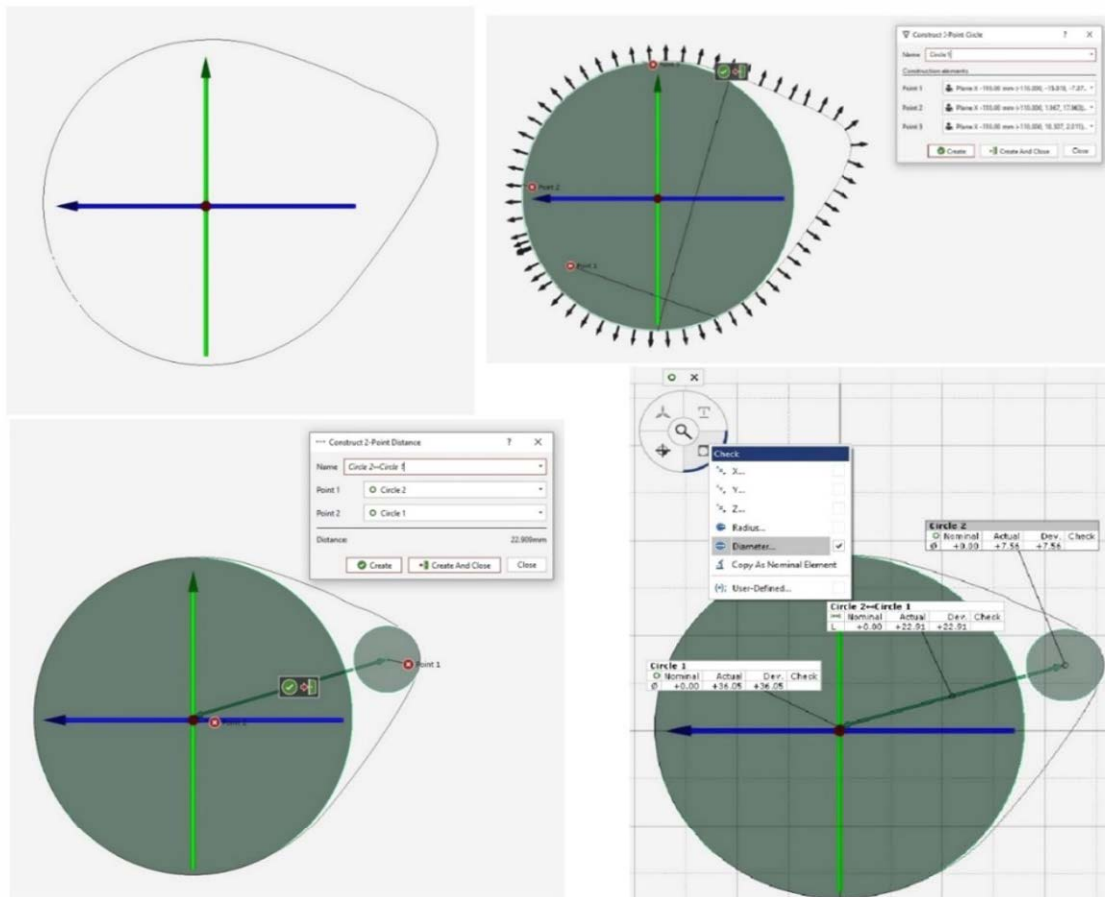 Construct 3-Point Circle ? ×
Name Circle 1
Construction elements
Point 1
Point 2
Point 3
Create Create And Close Close
Point 2
Construct 2-Point Distance ? ×
Name Circle 2↔Circle 1
Point 1 Circle 2
Point 2 Circle 1
Distance: 22.909mm
Create Create And Close Close
Point 1
Check
X...
Y...
Z...
Radius...
Diameter...
Copy As Nominal Element
User-Defined...
Circle 2
Nominal Actual Dev. Check
Ø +0.00 +7.56 +7.56
Circle 2↔Circle 1
Nominal Actual Dev. Check
L +0.00 +22.91 +22.91
Circle 1
Nominal Actual Dev. Check
Ø +0.00 +36.05 +36.05